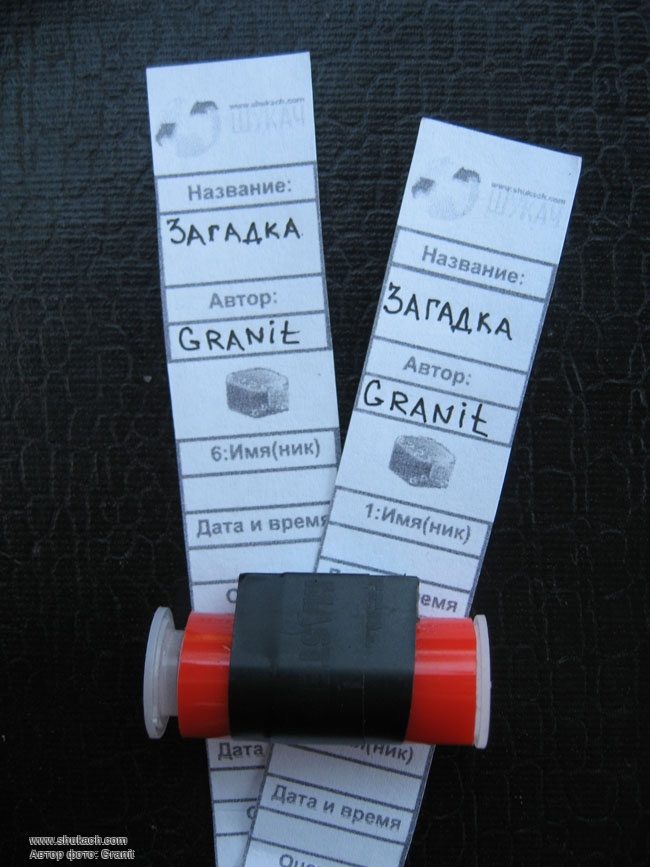 www.shukach.com
ШУКАЧ
Название:
ЗАГАДКА
Автор:
GRANIt
6:Имя(ник)
Дата и время
Дата
www.shukach.com
ШУКАЧ
Название:
ЗАГАДКА
Автор:
GRANIt
1:Имя(ник)
Дата и время
www.shukach.com
Автор фото: Granit